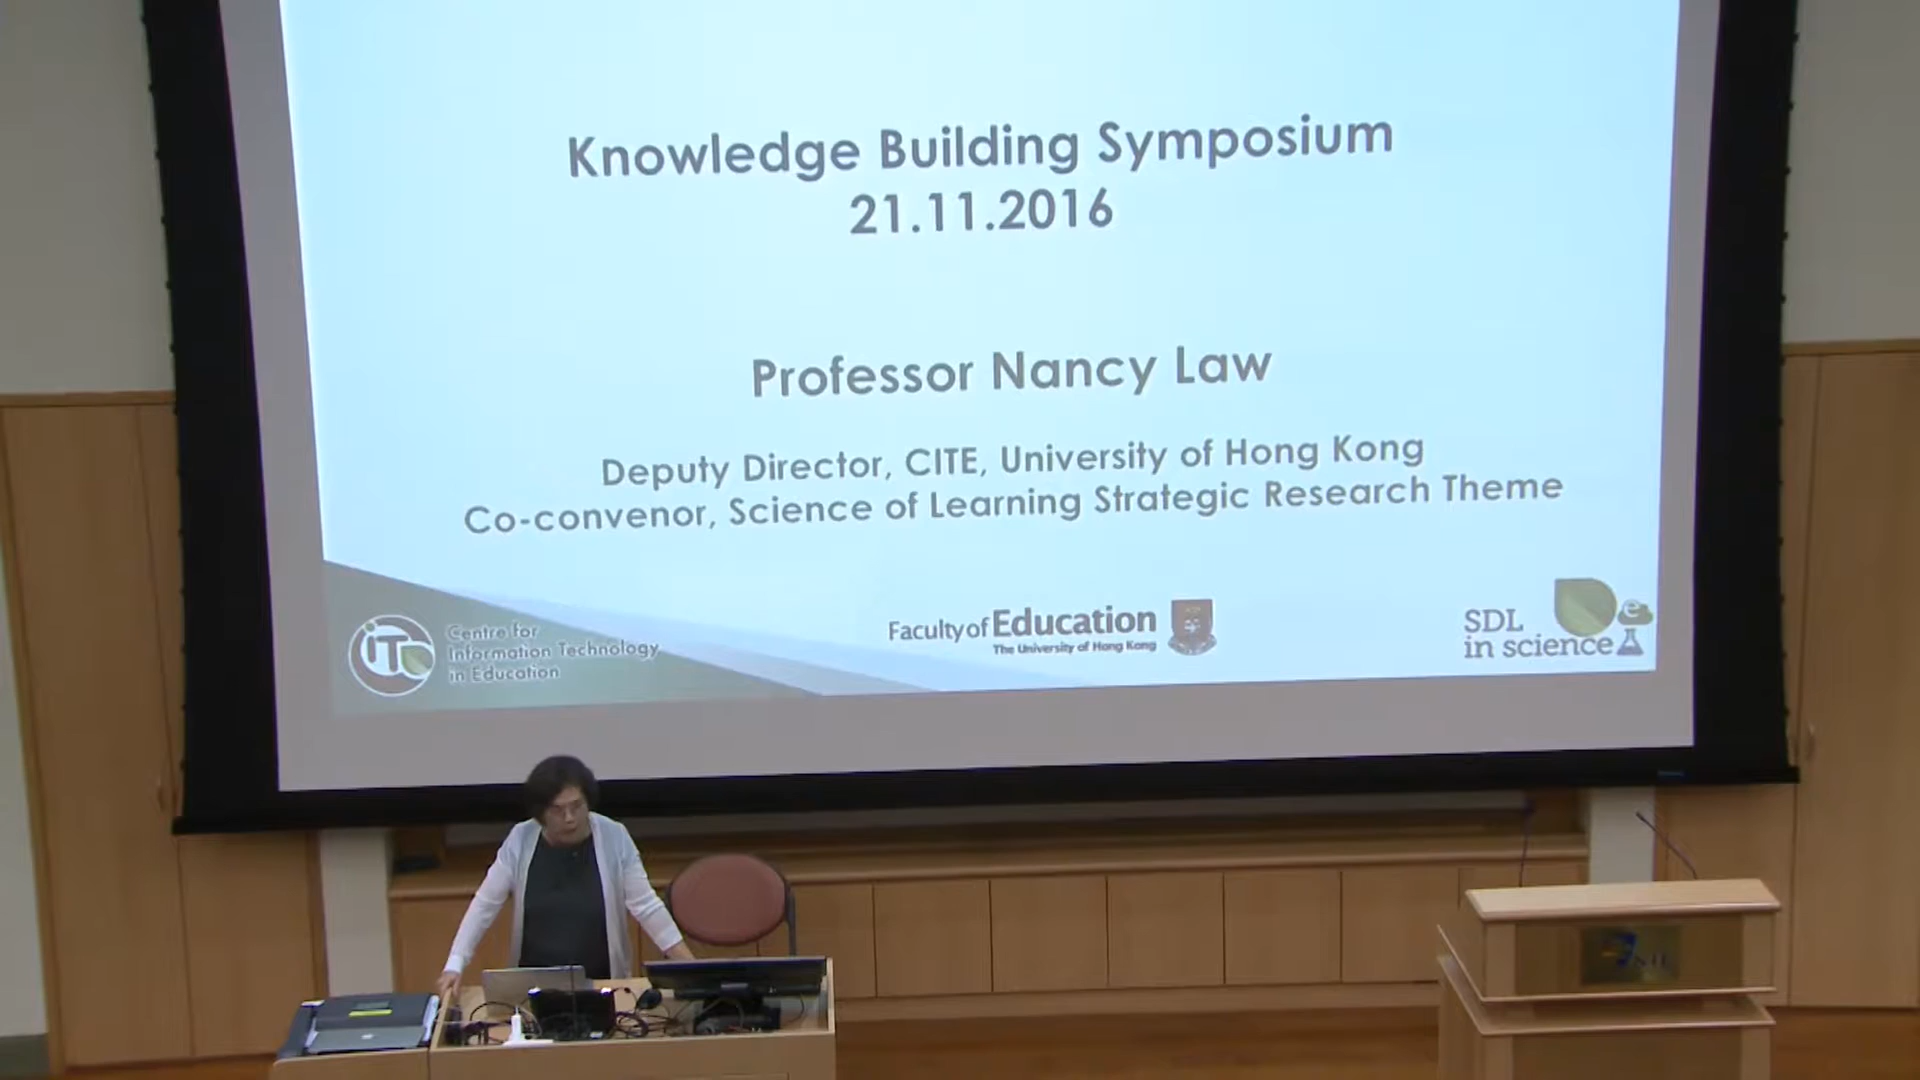 Knowledge Building Symposium
21.11.2016
Professor Nancy Law
Deputy Director, CITE, University of Hong Kong
Co-convenor, Science of Learning Strategic Research Theme
iTC
Centre for
Information Technology
in Education
Faculty of Education
The University of Hong Kong
SDL
in science
e